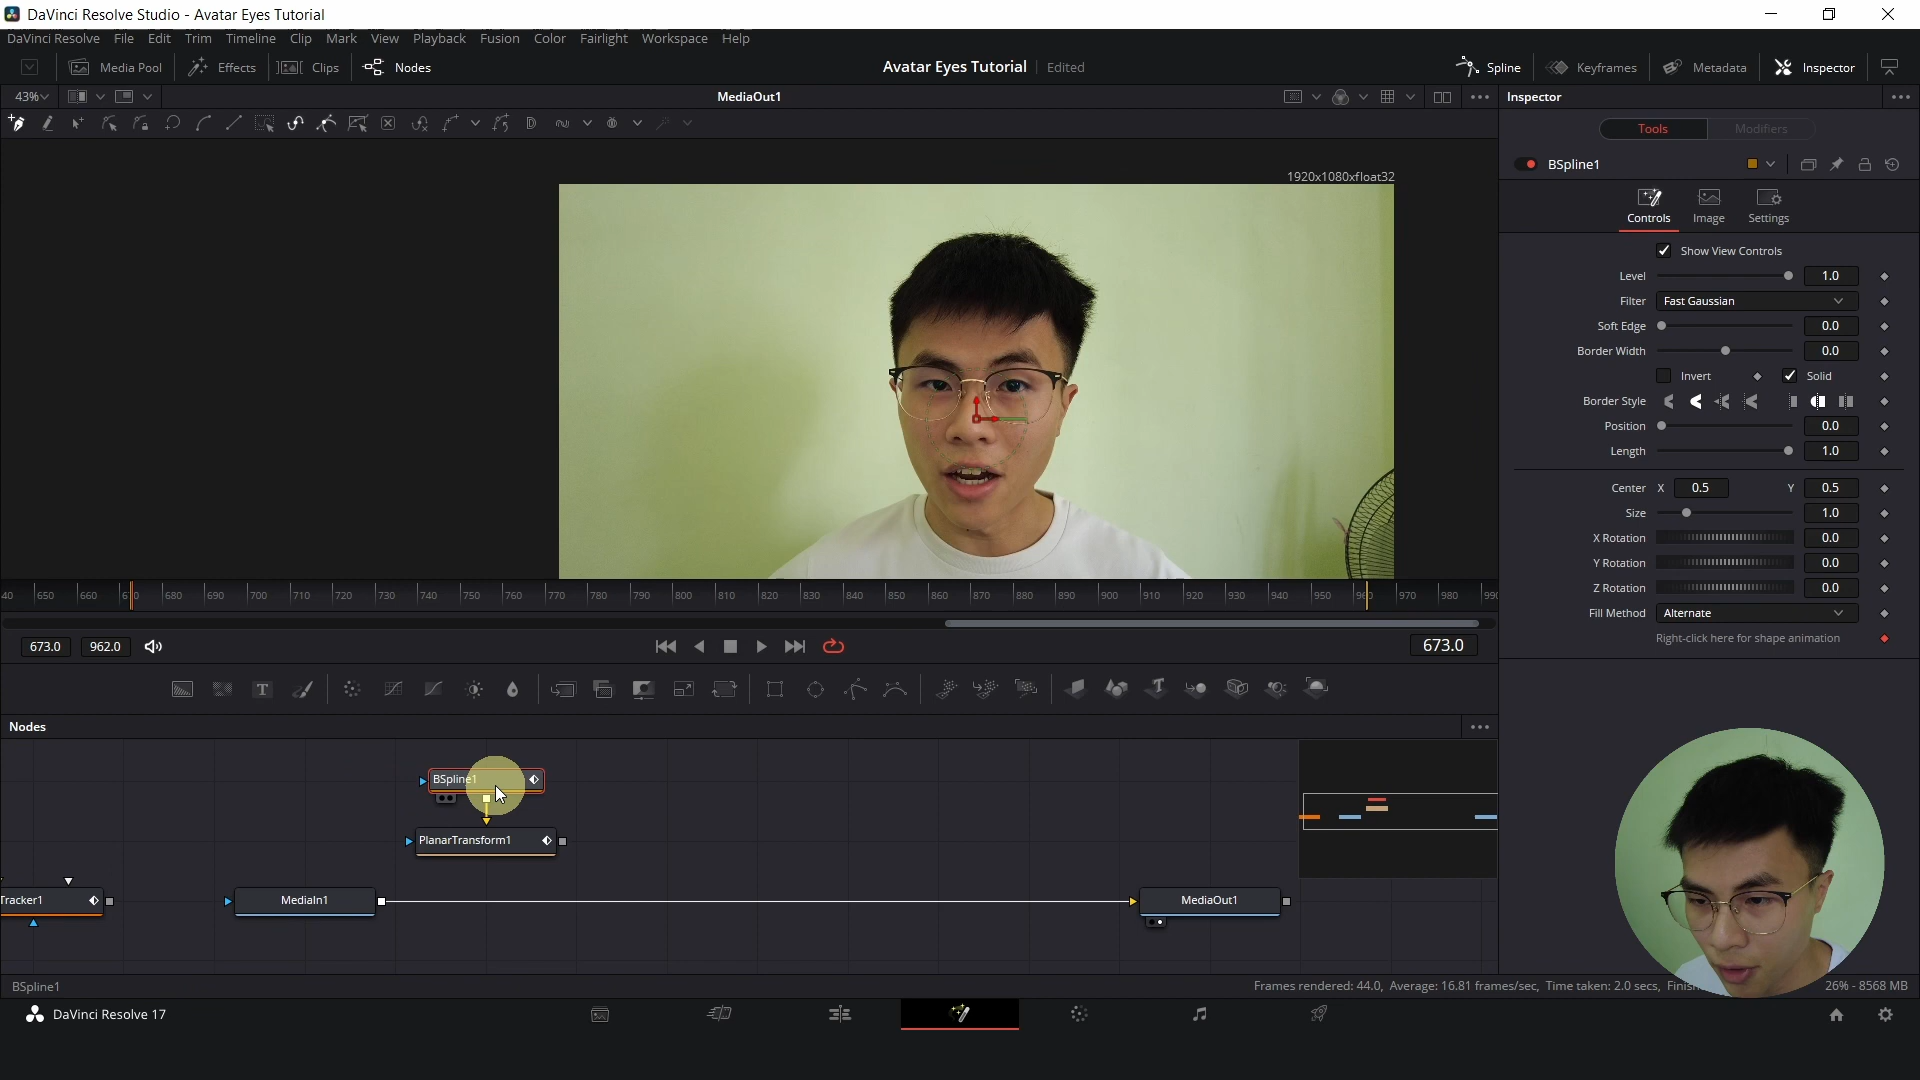 DaVinci Resolve Studio - Avatar Eyes Tutorial
DaVinci Resolve File Edit Trim Timeline Clip Mark View Playback Fusion Color Fairlight Workspace Help
Media Pool Effects Clips Nodes Avatar Eyes Tutorial Edited Spline Keyframes Metadata Inspector
43% MediaOut1 Inspector
Tools Modifiers
BSpline1
1920x1080xfloat32
Controls Image Settings
Show View Controls
Level 1.0
Filter Fast Gaussian
Soft Edge 0.0
Border Width 0.0
Invert Solid
Border Style
Position 0.0
Length 1.0
Center X 0.5 Y 0.5
Size 1.0
X Rotation 0.0
Y Rotation 0.0
Z Rotation 0.0
Fill Method Alternate
Right-click here for shape animation
40 650 660 680 690 700 710 720 730 740 750 760 770 780 790 800 810 820 830 840 850 860 870 880 890 900 910 920 930 940 950 970 980 990
673.0 962.0 673.0
Nodes
BSpline1
PlanarTransform1
Tracker1 MediaIn1 MediaOut1
BSpline1 Frames rendered: 44.0, Average: 16.81 frames/sec, Time taken: 2.0 secs, 26% - 8568 MB
DaVinci Resolve 17